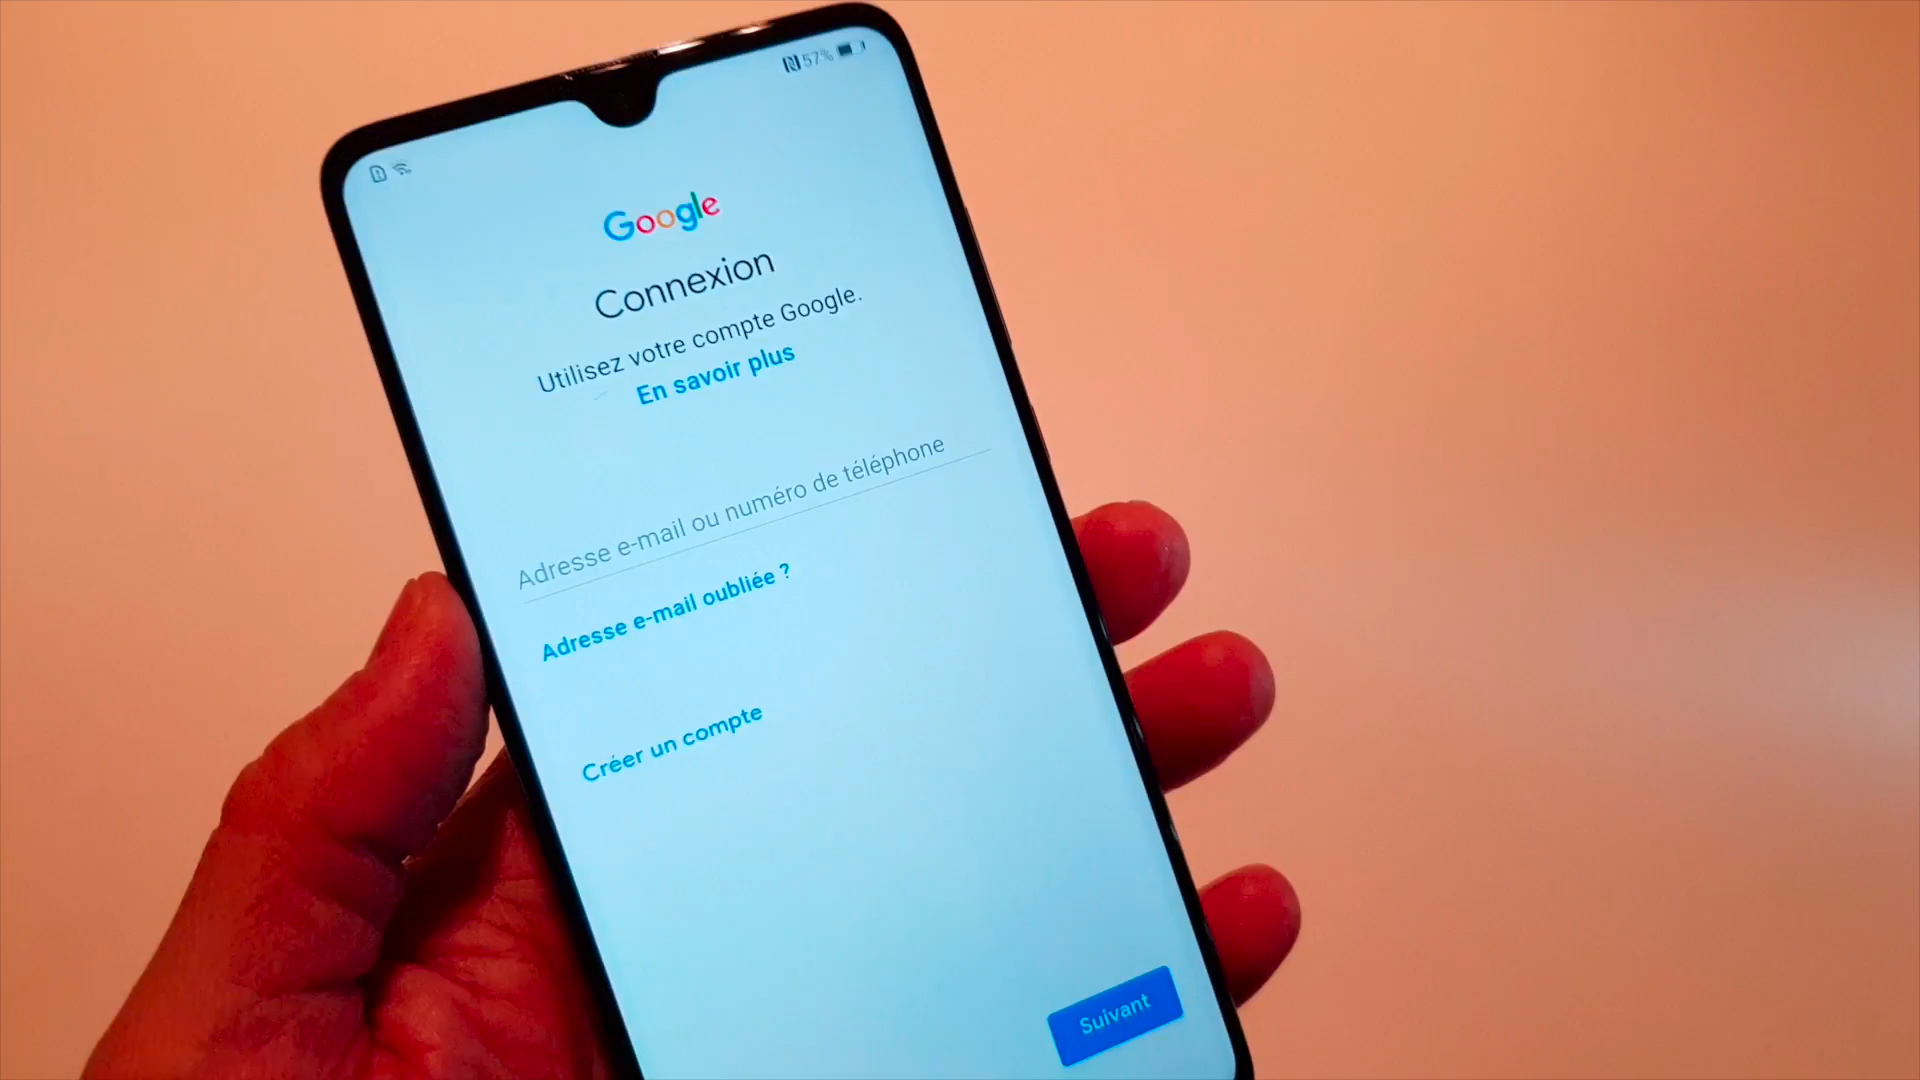 57%
Google
Connexion
Utilisez votre compte Google.
En savoir plus
Adresse e-mail ou numéro de téléphone
Adresse e-mail oubliée ?
Créer un compte
Suivant